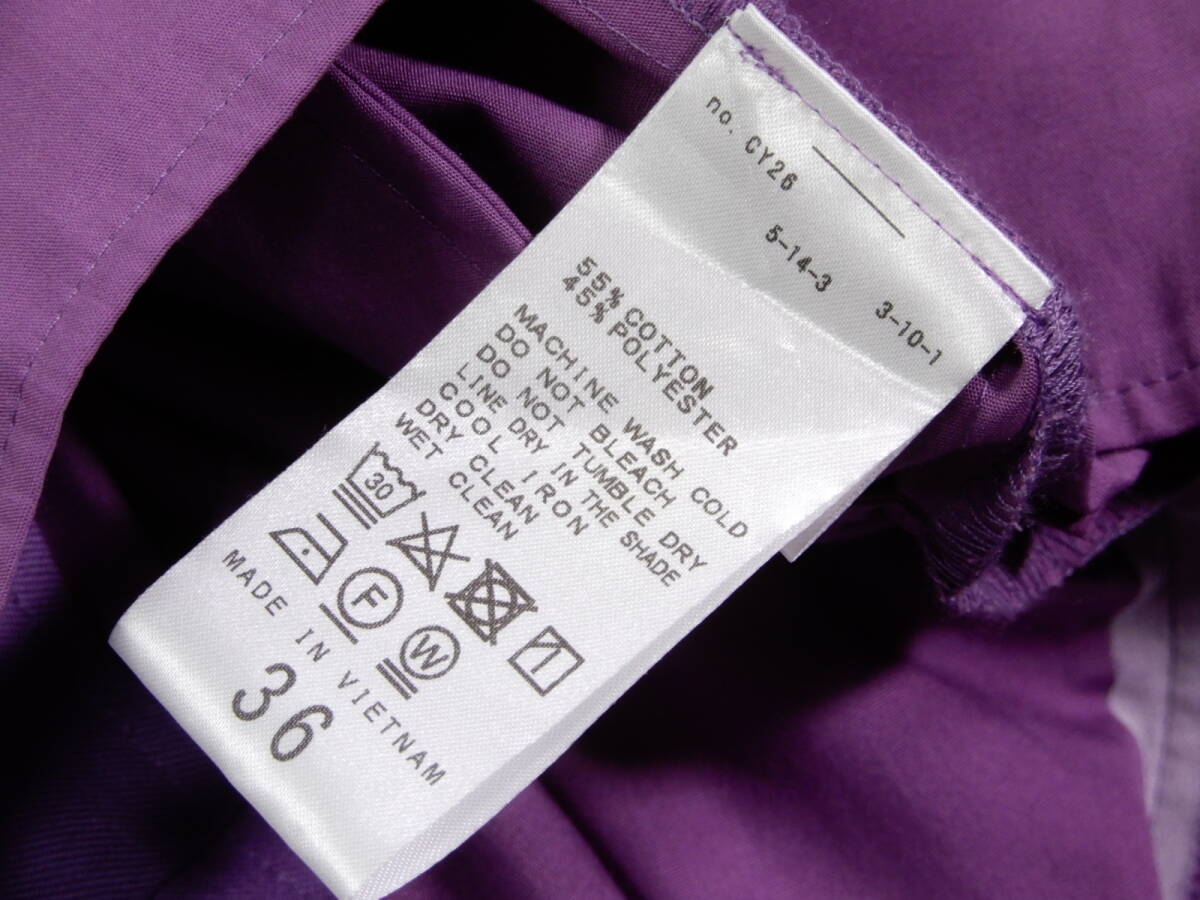 no. CY26
5-14-3 3-10-1
55% COTTON
45% POLYESTER
MACHINE WASH COLD
DO NOT BLEACH
DO NOT TUMBLE DRY
LINE DRY IN THE SHADE
COOL IRON
DRY CLEAN
WET CLEAN
30
F
W
MADE IN VIETNAM
36